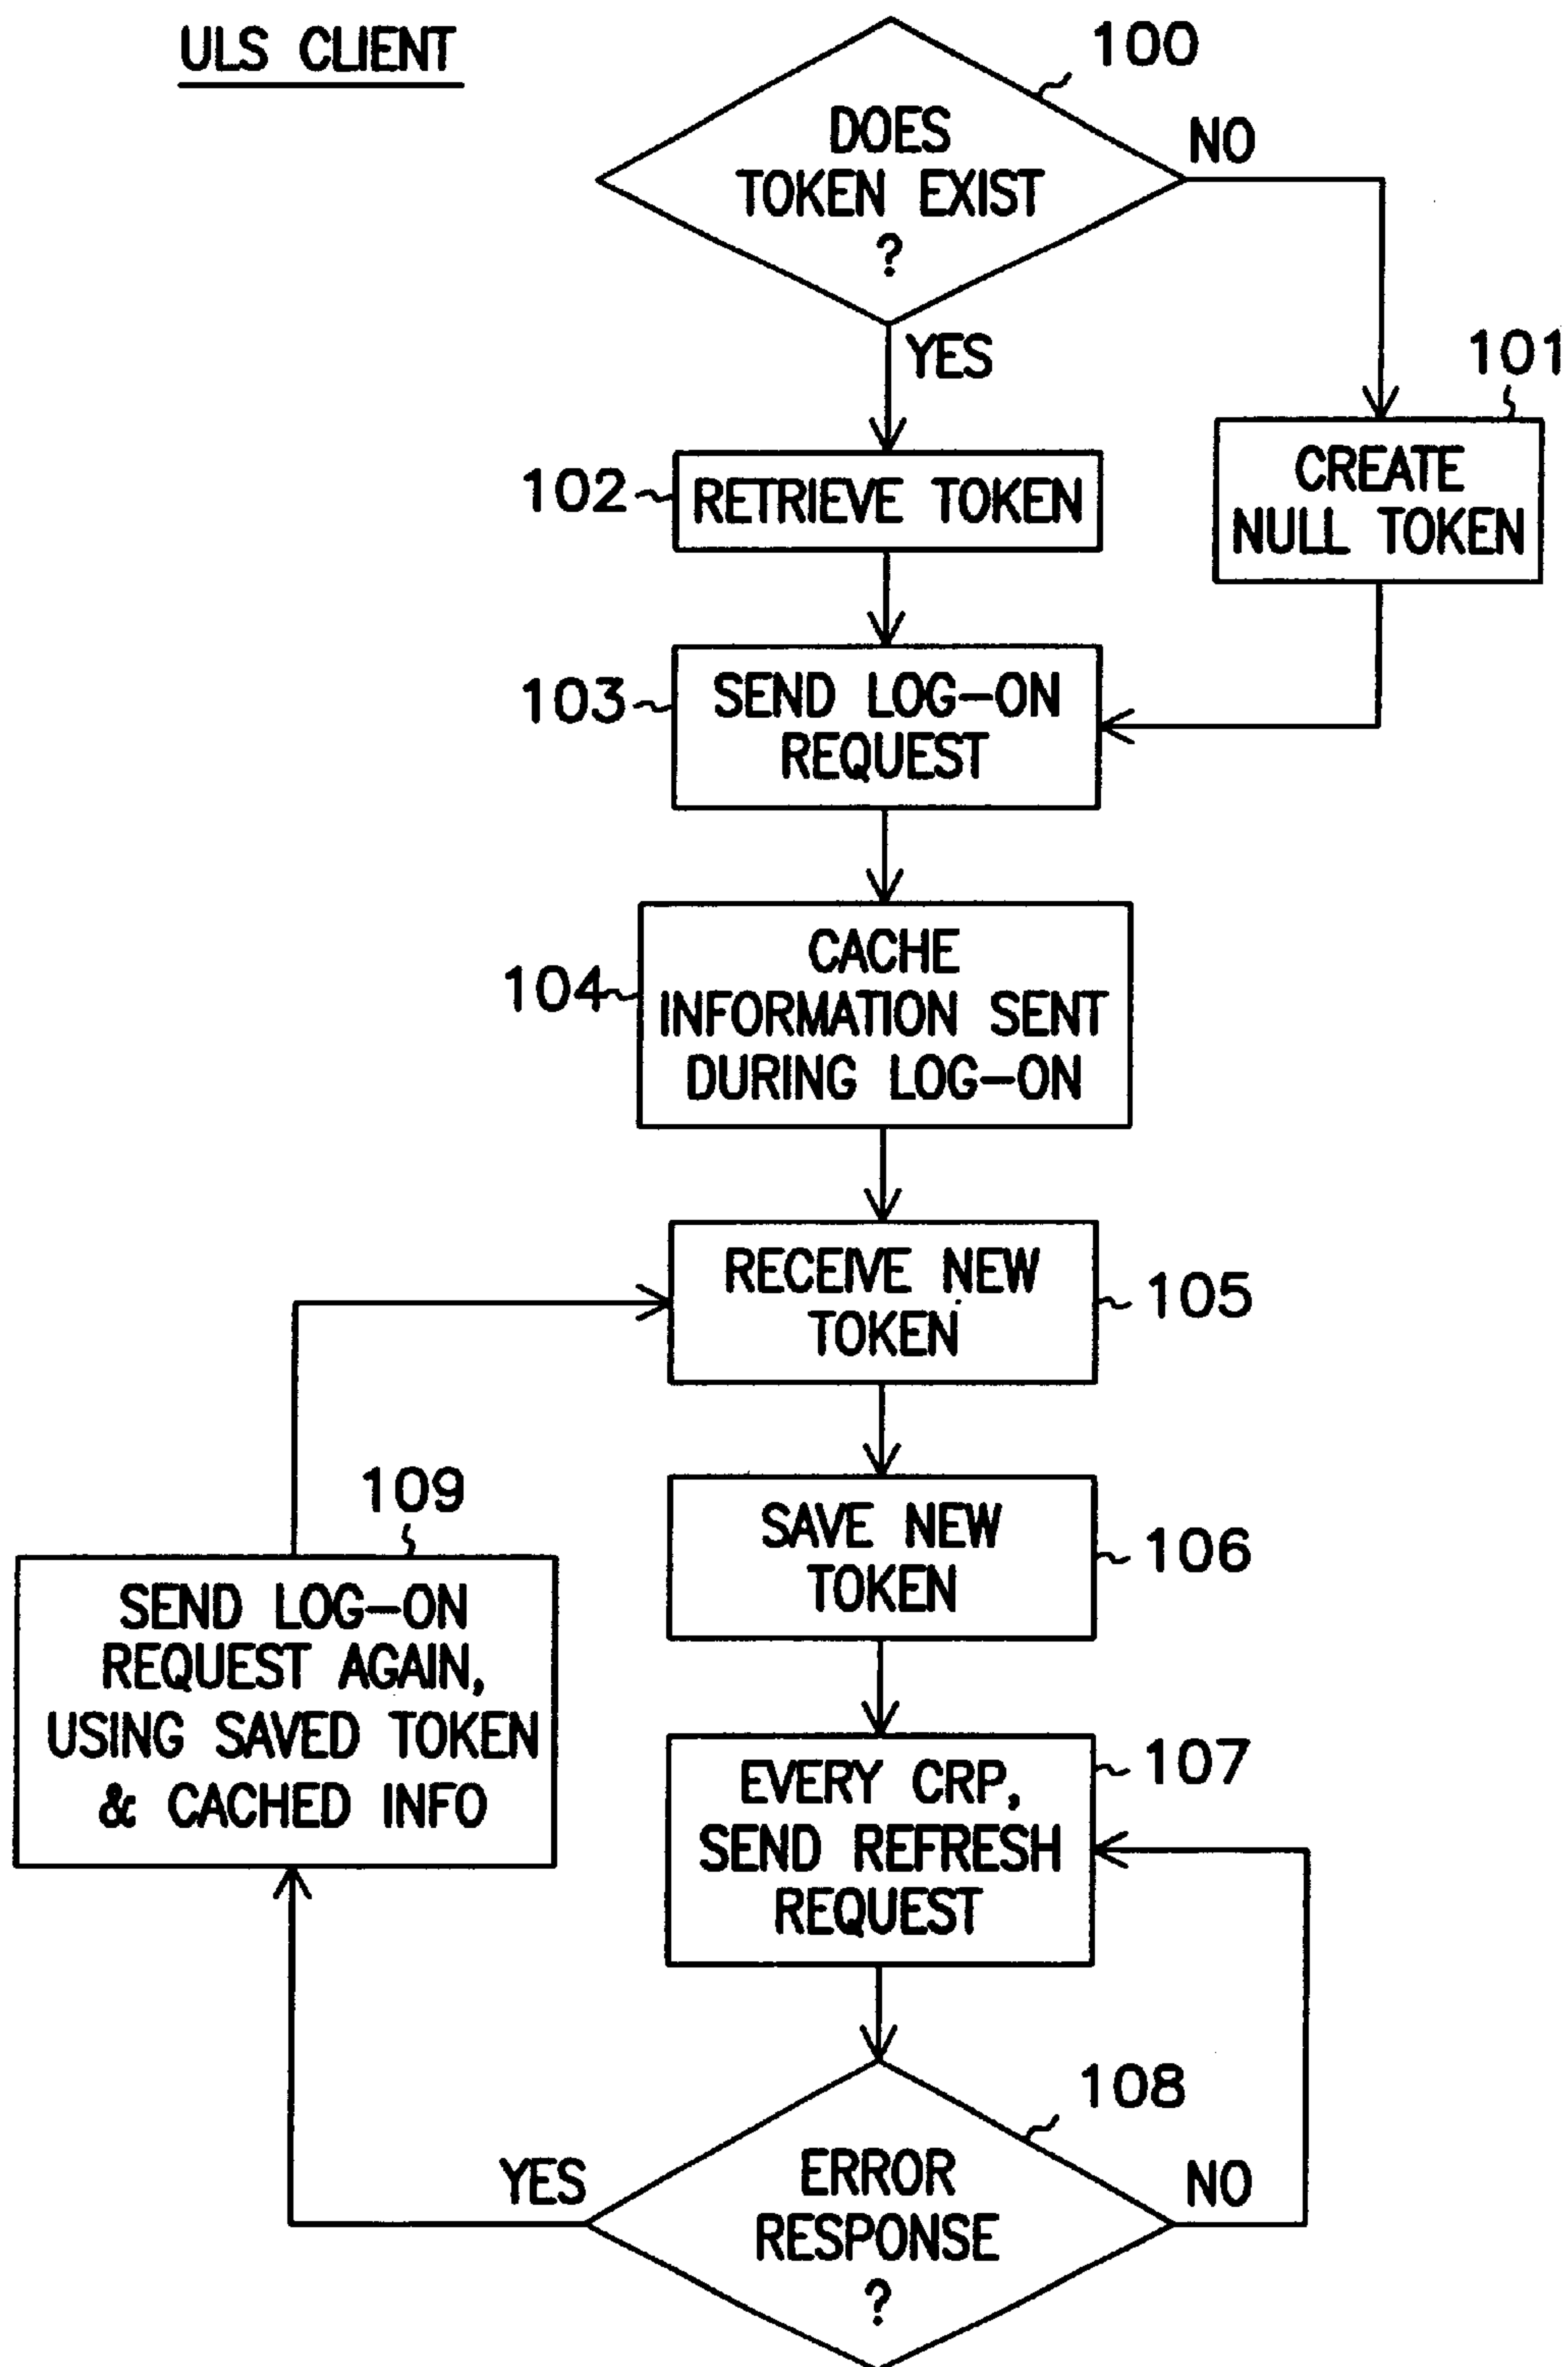 ULS CLIENT
100
DOES
TOKEN EXIST
?
NO
YES
101
CREATE
NULL TOKEN
102
RETRIEVE TOKEN
103
SEND LOG-ON
REQUEST
104
CACHE
INFORMATION SENT
DURING LOG-ON
RECEIVE NEW
TOKEN
105
109
SEND LOG-ON
REQUEST AGAIN,
USING SAVED TOKEN
& CACHED INFO
SAVE NEW
TOKEN
106
107
EVERY CRP,
SEND REFRESH
REQUEST
108
YES
ERROR
RESPONSE
?
NO